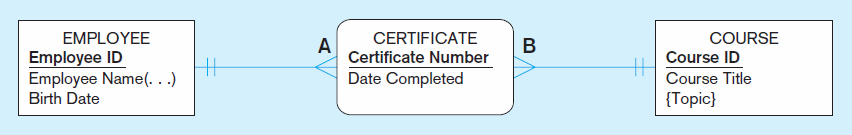 EMPLOYEE
Employee ID
Employee Name(. . .)
Birth Date
A
CERTIFICATE
Certificate Number
Date Completed
B
COURSE
Course ID
Course Title
{Topic}